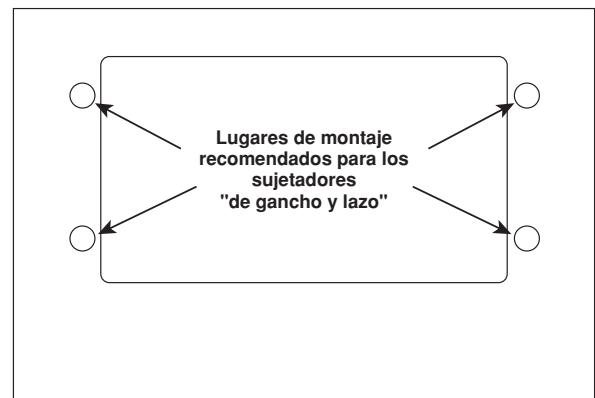 Lugares de montaje
recomendados para los
sujetadores
"de gancho y lazo"